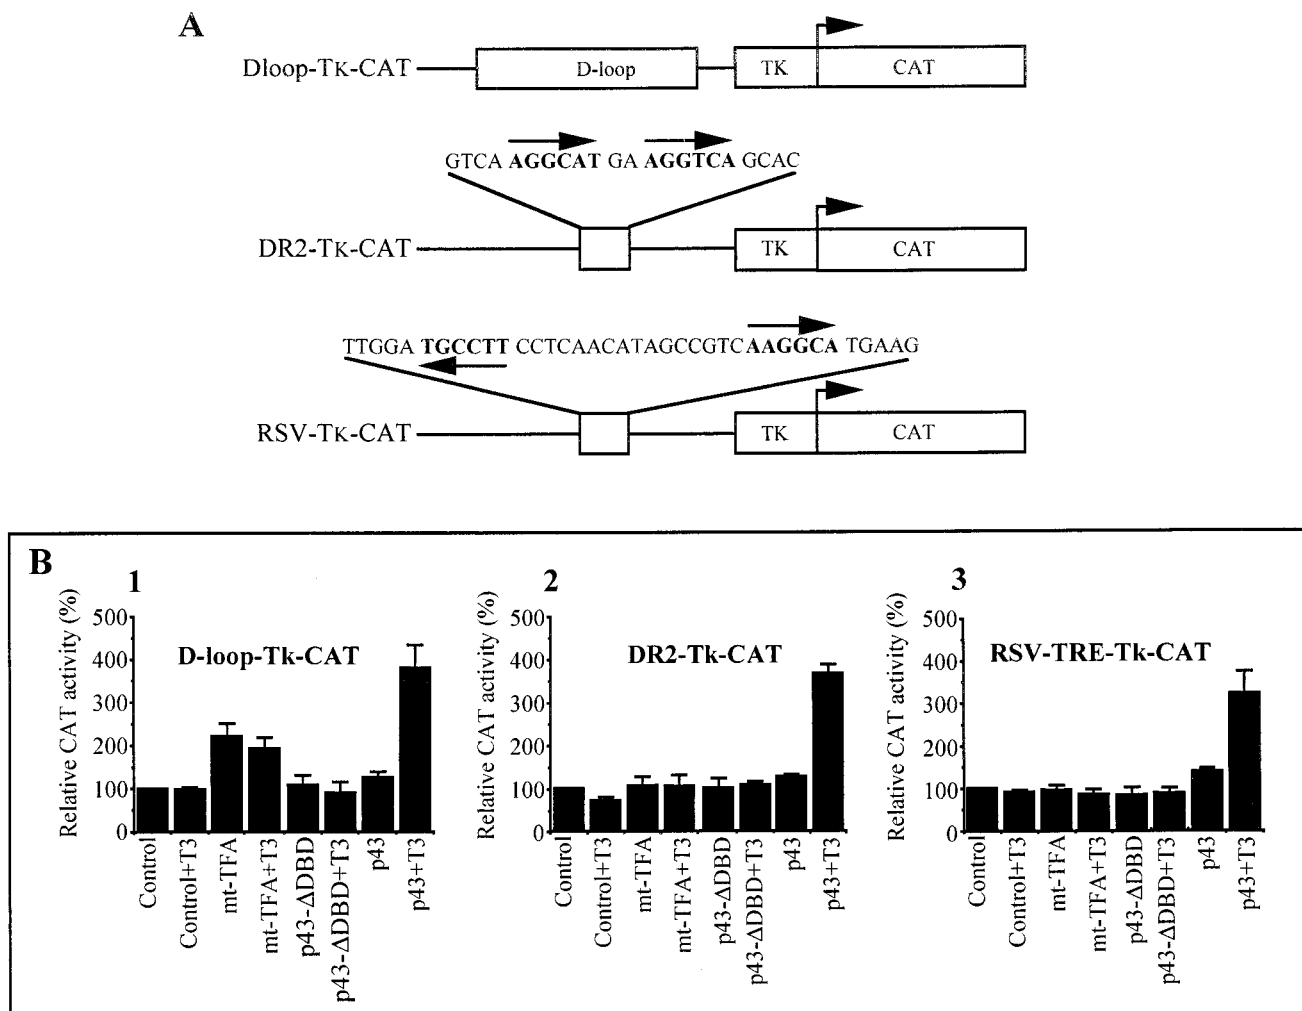 A
Dloop-TK-CAT
D-loop
TK
CAT
GTCA AGGCAT GA AGGTCA GCAC
DR2-TK-CAT
TK
CAT
TTGGA TGCCTT CCTCAACATAGCCGTCAAGGCA TGAAG
RSV-TK-CAT
TK
CAT
B
1
Relative CAT activity (%)
500
400
300
200
100
0
D-loop-Tk-CAT
Control
Control+T3
mt-TFA
mt-TFA+T3
p43-ΔDBD
p43-ΔDBD+T3
p43
p43+T3
2
Relative CAT activity (%)
500
400
300
200
100
0
DR2-Tk-CAT
Control
Control+T3
mt-TFA
mt-TFA+T3
p43-ΔDBD
p43-ΔDBD+T3
p43
p43+T3
3
Relative CAT activity (%)
500
400
300
200
100
0
RSV-TRE-Tk-CAT
Control
Control+T3
mt-TFA
mt-TFA+T3
p43-ΔDBD
p43-ΔDBD+T3
p43
p43+T3